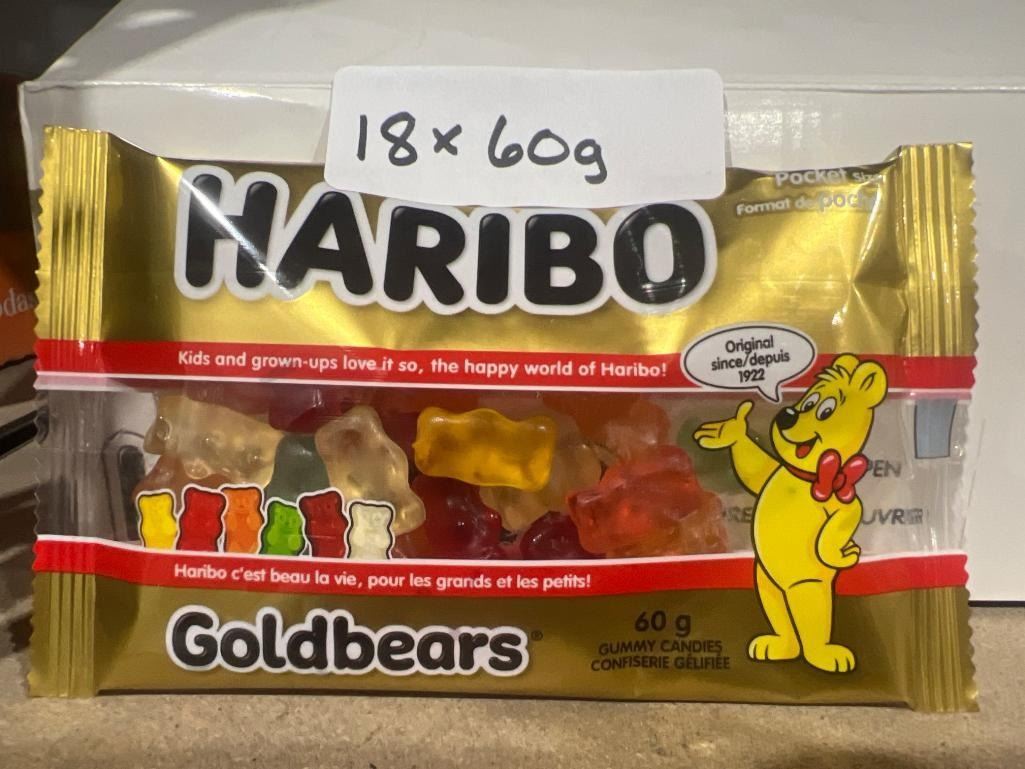 18 x 60g
HARIBO
Pocket
Format de poche
Kids and grown-ups love it so, the happy world of Haribo!
Original
since/depuis
1922
Haribo c'est beau la vie, pour les grands et les petits!
Goldbears®
60 g
GUMMY CANDIES
CONFISERIE GÉLIFIÉE